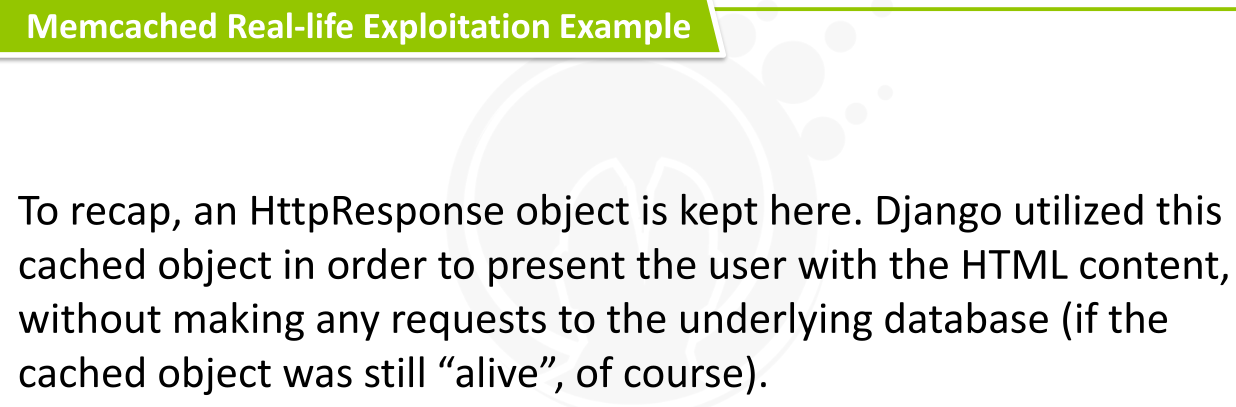 Memcached Real-life Exploitation Example
To recap, an HttpResponse object is kept here. Django utilized this
cached object in order to present the user with the HTML content,
without making any requests to the underlying database (if the
cached object was still “alive”, of course).